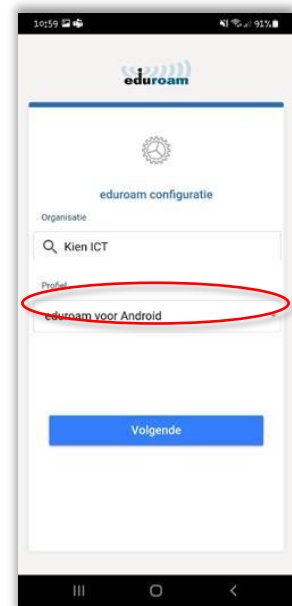 10:59 91%
eduroam
eduroam configuratie
Organisatie
Kien ICT
Profiel
eduroam voor Android
Volgende